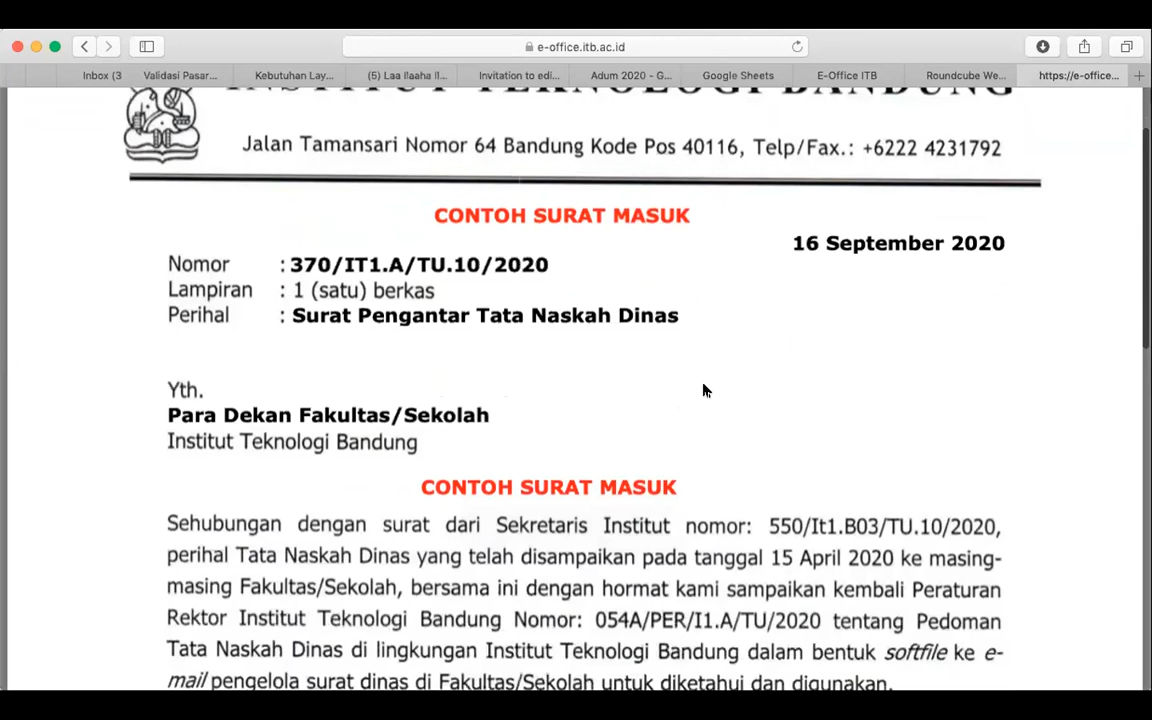 e-office.itb.ac.id
Inbox (3
Validasi Pasar...
Kebutuhan Lay...
(5) Laa Ilaaha Il...
Invitation to edi...
Adum 2020 - G...
Google Sheets
E-Office ITB
Roundcube We...
https://e-office...
INSTITUT TEKNOLOGI BANDUNG
Jalan Tamansari Nomor 64 Bandung Kode Pos 40116, Telp/Fax.: +6222 4231792
CONTOH SURAT MASUK
16 September 2020
Nomor : 370/IT1.A/TU.10/2020
Lampiran : 1 (satu) berkas
Perihal : Surat Pengantar Tata Naskah Dinas
Yth.
Para Dekan Fakultas/Sekolah
Institut Teknologi Bandung
CONTOH SURAT MASUK
Sehubungan dengan surat dari Sekretaris Institut nomor: 550/It1.B03/TU.10/2020,
perihal Tata Naskah Dinas yang telah disampaikan pada tanggal 15 April 2020 ke masing-
masing Fakultas/Sekolah, bersama ini dengan hormat kami sampaikan kembali Peraturan
Rektor Institut Teknologi Bandung Nomor: 054A/PER/I1.A/TU/2020 tentang Pedoman
Tata Naskah Dinas di lingkungan Institut Teknologi Bandung dalam bentuk softfile ke e-
mail pengelola surat dinas di Fakultas/Sekolah untuk diketahui dan digunakan.